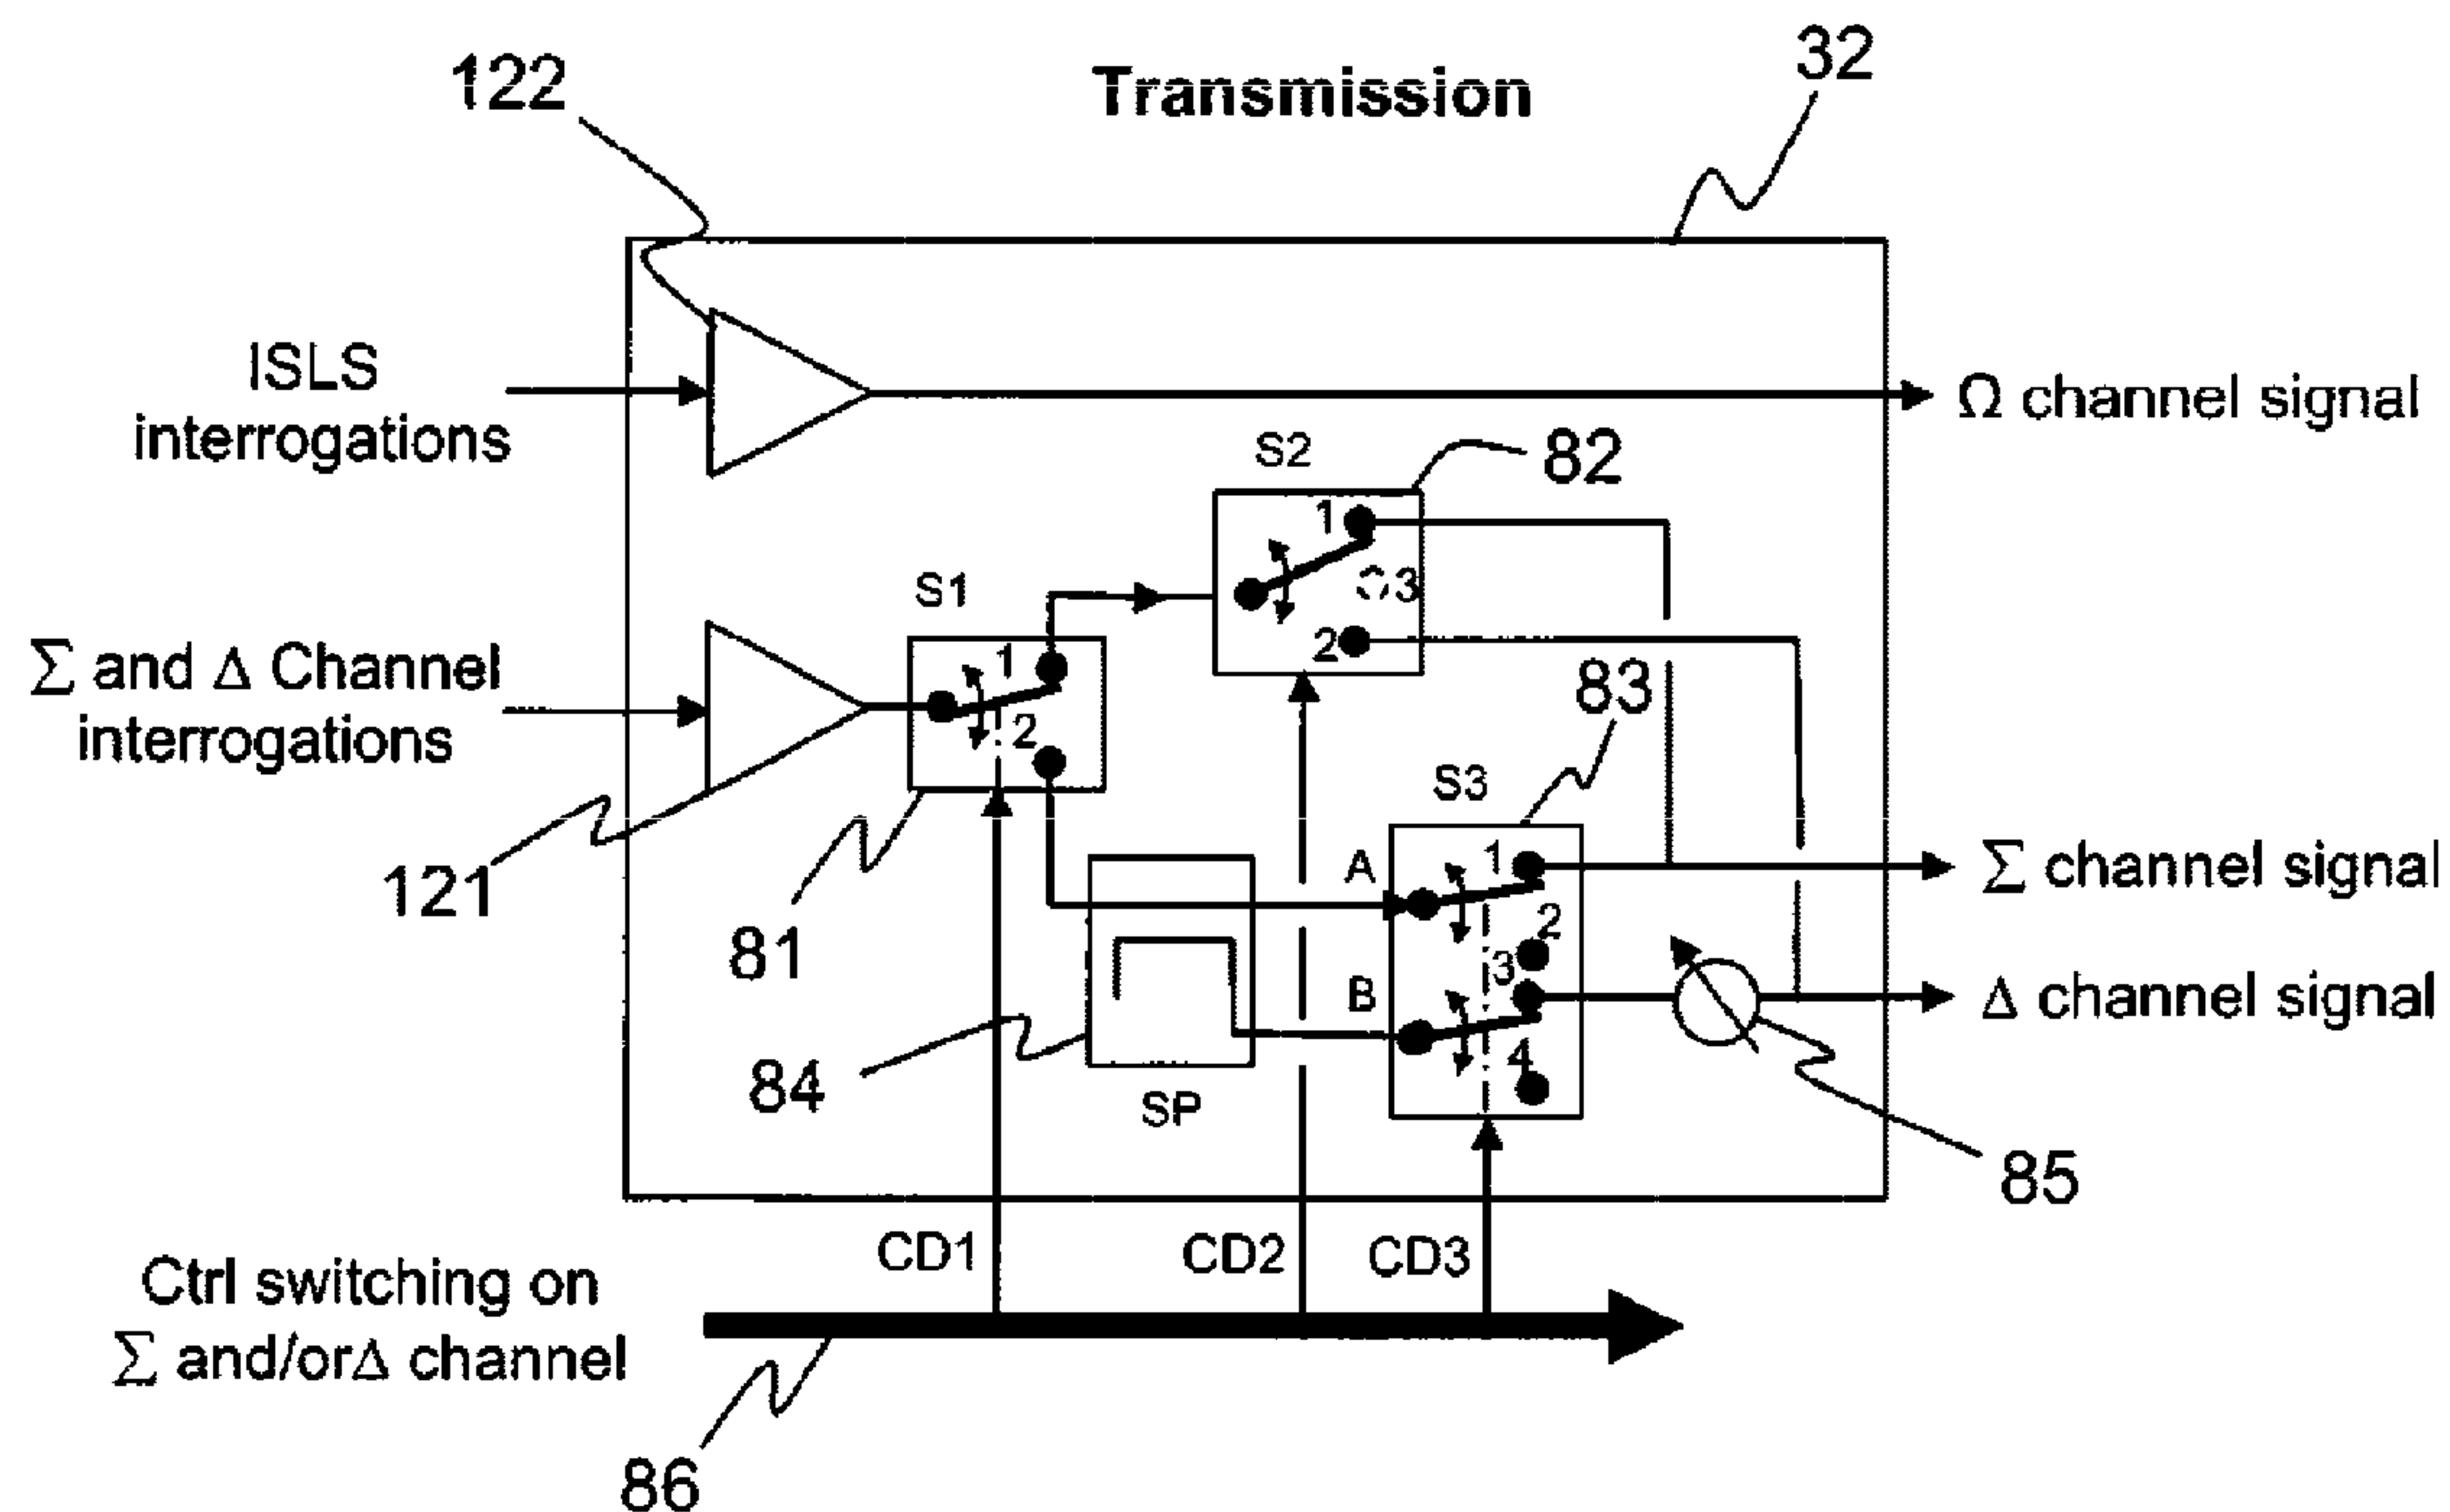 122
Transmission
32
ISLS
interrogations
Ω channel signal
S2
82
1
3
2
S1
1
2
Σ and Δ Channel
interrogations
83
S3
121
81
A
1
2
3
B
4
Σ channel signal
Δ channel signal
84
SP
85
CD1
CD2
CD3
Ctrl switching on
Σ and/orΔ channel
86